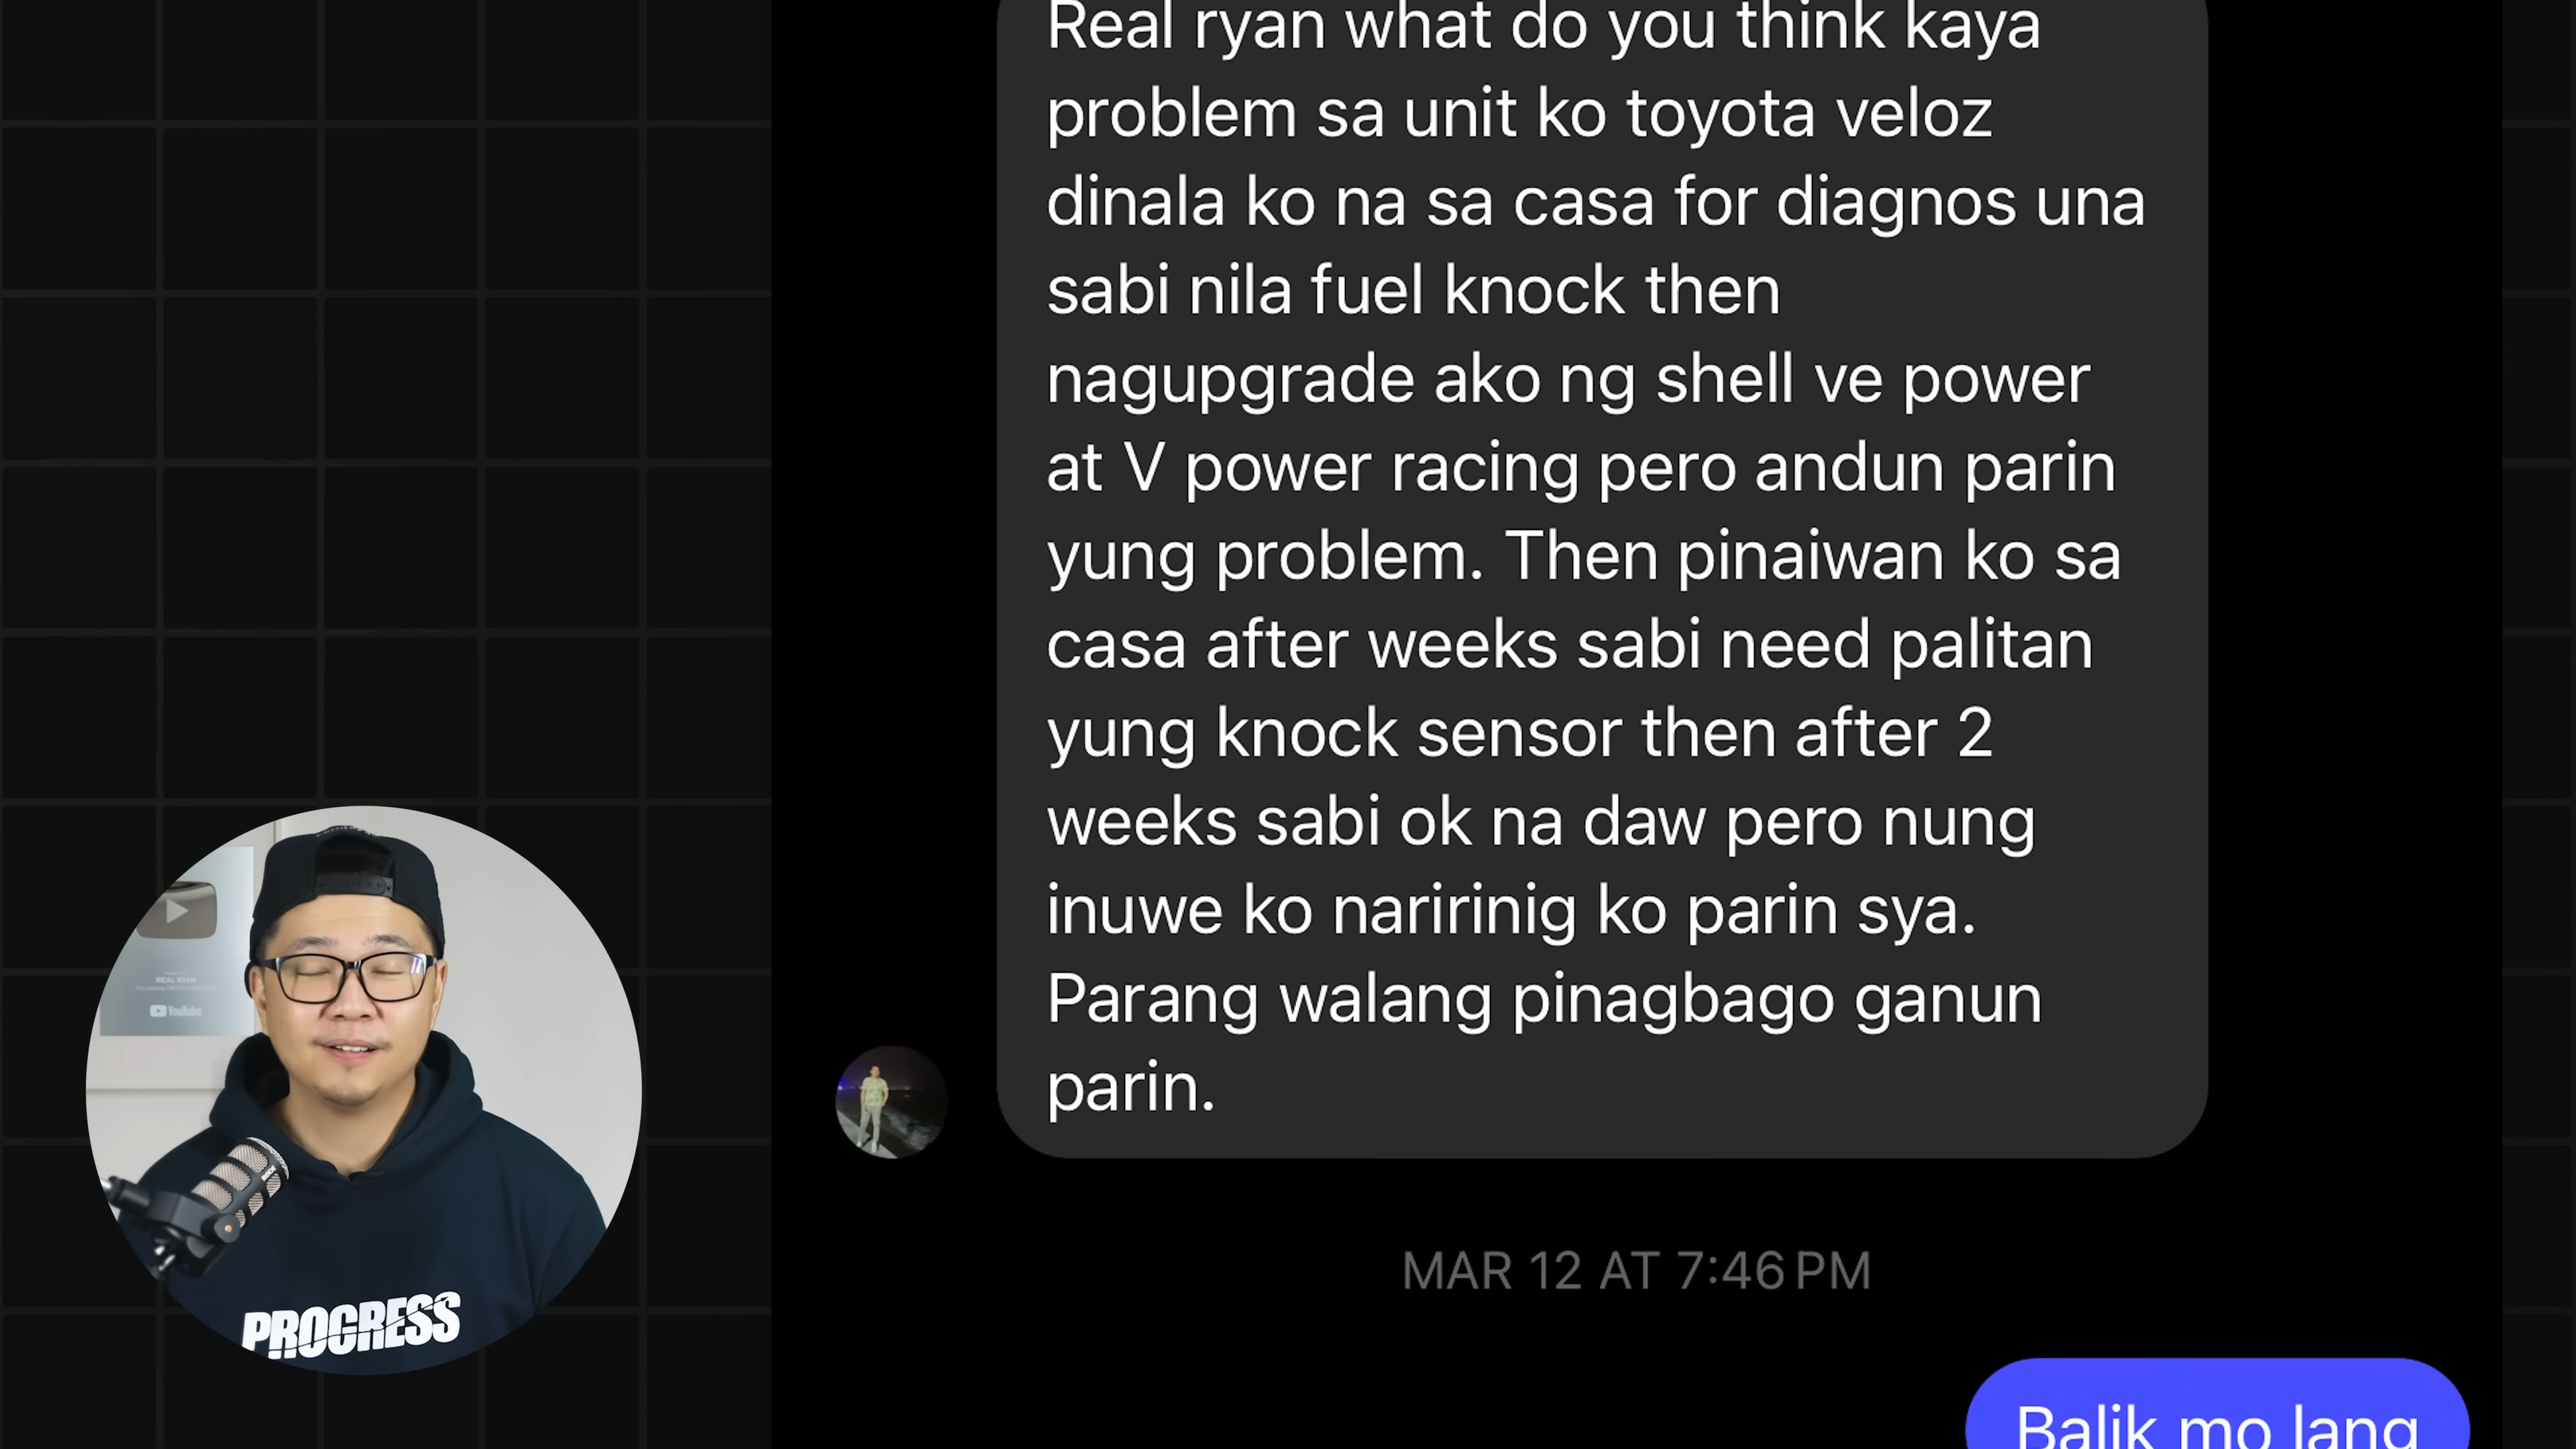 Real ryan what do you think kaya
problem sa unit ko toyota veloz
dinala ko na sa casa for diagnos una
sabi nila fuel knock then
nagupgrade ako ng shell ve power
at V power racing pero andun parin
yung problem. Then pinaiwan ko sa
casa after weeks sabi need palitan
yung knock sensor then after 2
weeks sabi ok na daw pero nung
inuwe ko naririnig ko parin sya.
Parang walang pinagbago ganun
parin.
MAR 12 AT 7:46 PM
Balik mo lang
REAL RYAN
YouTube
PROGRESS